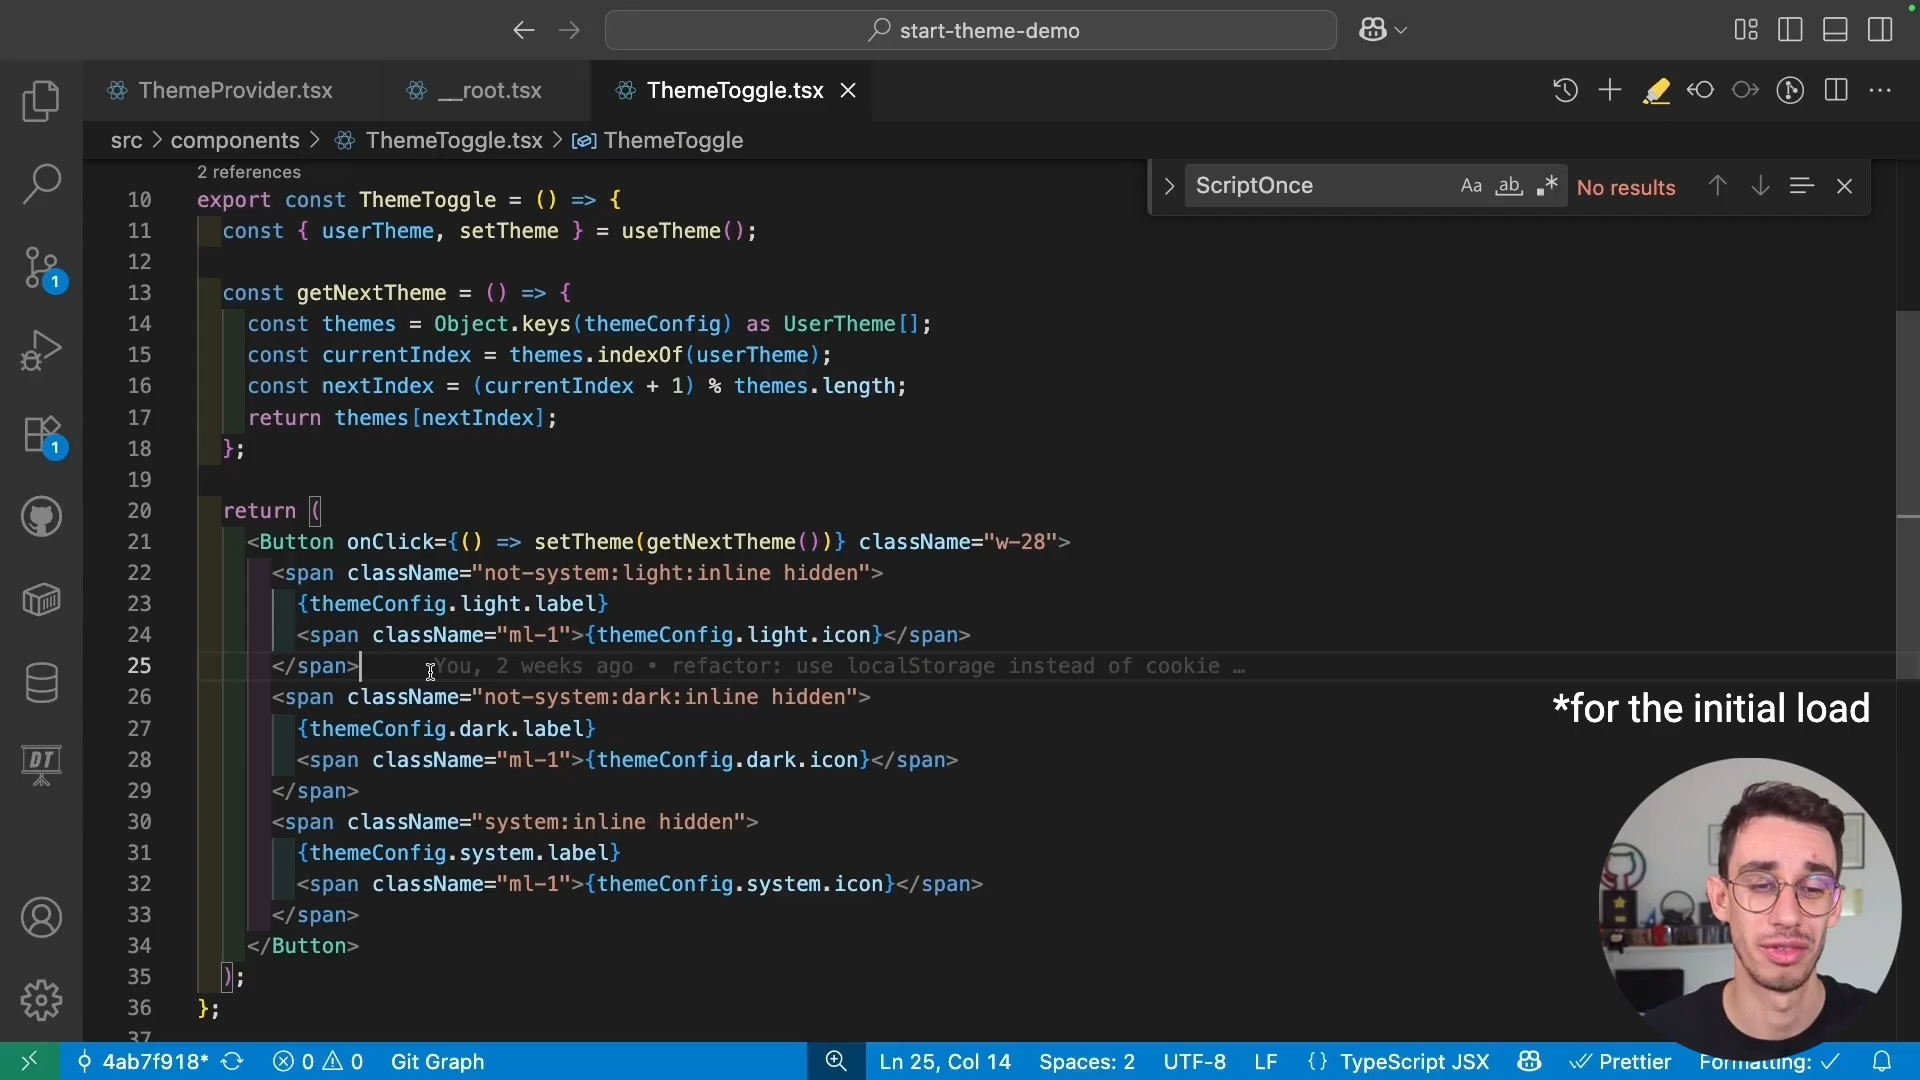 start-theme-demo
ThemeProvider.tsx
__root.tsx
ThemeToggle.tsx
src > components > ThemeToggle.tsx > ThemeToggle
2 references
ScriptOnce
Aa
ab
.*
No results
10 export const ThemeToggle = () => {
11 const { userTheme, setTheme } = useTheme();
12
13 const getNextTheme = () => {
14 const themes = Object.keys(themeConfig) as UserTheme[];
15 const currentIndex = themes.indexOf(userTheme);
16 const nextIndex = (currentIndex + 1) % themes.length;
17 return themes[nextIndex];
18 };
19
20 return (
21 <Button onClick={() => setTheme(getNextTheme())} className="w-28">
22 <span className="not-system:light:inline hidden">
23 {themeConfig.light.label}
24 <span className="ml-1">{themeConfig.light.icon}</span>
25 </span> You, 2 weeks ago • refactor: use localStorage instead of cookie …
26 <span className="not-system:dark:inline hidden">
27 {themeConfig.dark.label}
28 <span className="ml-1">{themeConfig.dark.icon}</span>
29 </span>
30 <span className="system:inline hidden">
31 {themeConfig.system.label}
32 <span className="ml-1">{themeConfig.system.icon}</span>
33 </span>
34 </Button>
35 );
36 };
37
*for the initial load
1
1
DT
4ab7f918*
0
0
Git Graph
Ln 25, Col 14
Spaces: 2
UTF-8
LF
{ } TypeScript JSX
Prettier
Formatting: ✓